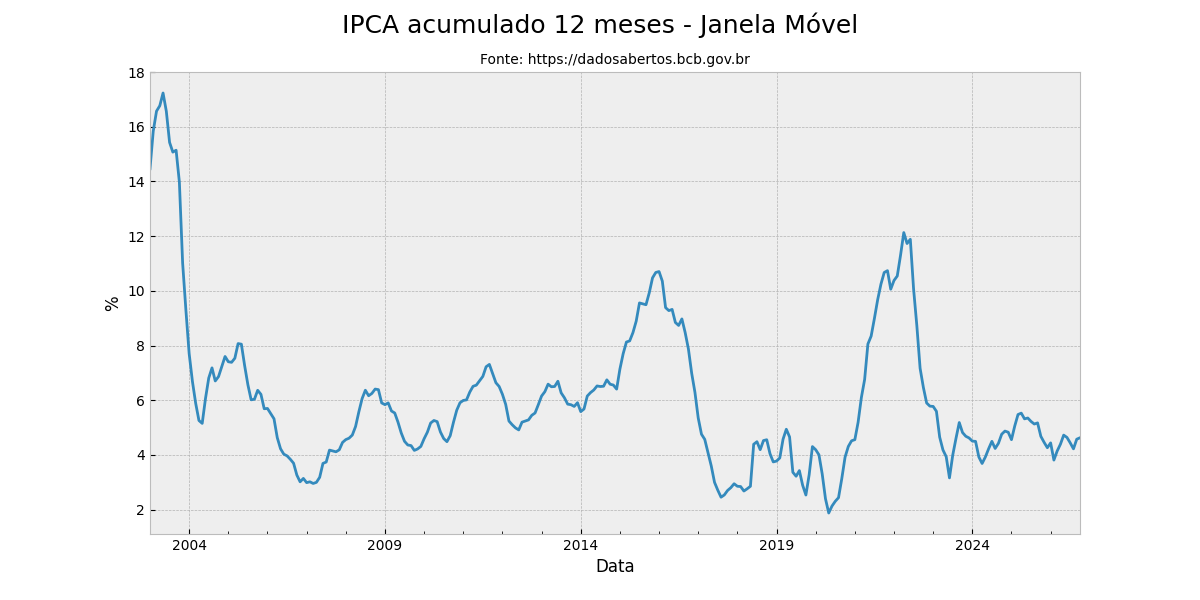 IPCA acumulado 12 meses - Janela Móvel
Fonte: https://dadosabertos.bcb.gov.br
18
16
14
12
10
8
6
4
2
%
2004 2009 2014 2019 2024
Data